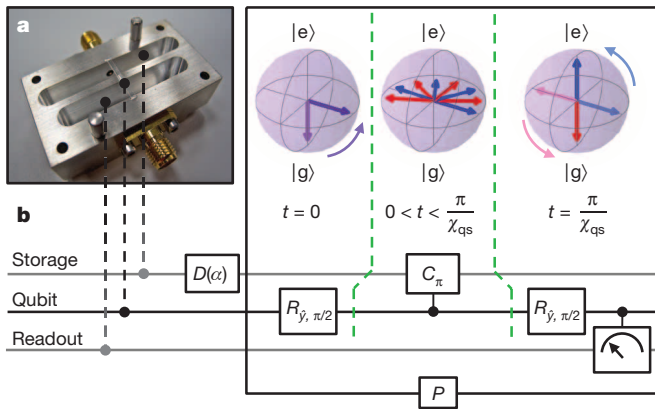 a
|e⟩ |e⟩ |e⟩
|g⟩ |g⟩ |g⟩
t = 0 0 < t < π/χqs t = π/χqs
b
Storage D(α) Cπ
Qubit Rŷ, π/2 Rŷ, π/2
Readout
P